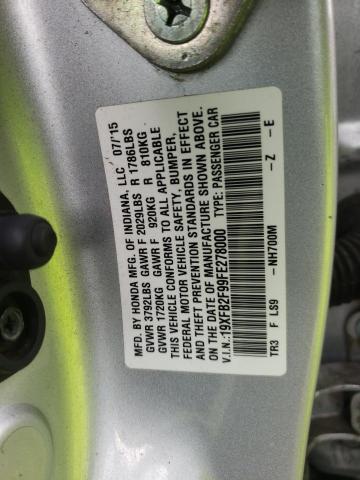 MFD. BY HONDA MFG. OF INDIANA, LLC 07/15
GVWR 3792LBS GAWR F 2029LBS R 1786LBS
GVWR 1720KG GAWR F 920KG R 810KG
THIS VEHICLE CONFORMS TO ALL APPLICABLE
FEDERAL MOTOR VEHICLE SAFETY, BUMPER,
AND THEFT PREVENTION STANDARDS IN EFFECT
ON THE DATE OF MANUFACTURE SHOWN ABOVE.
V.I.N.:19XFB2F99FE278000 TYPE: PASSENGER CAR
TR3 F LS9 -NH700M -Z -E